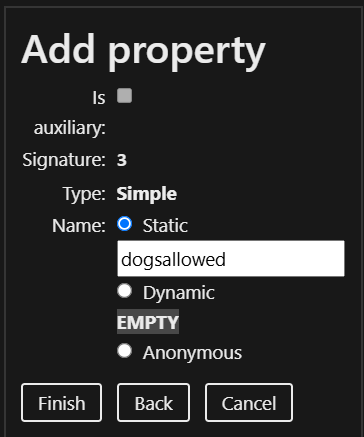 Add property
Is
auxiliary:
Signature: 3
Type: Simple
Name: Static
dogsallowed
Dynamic
EMPTY
Anonymous
Finish Back Cancel